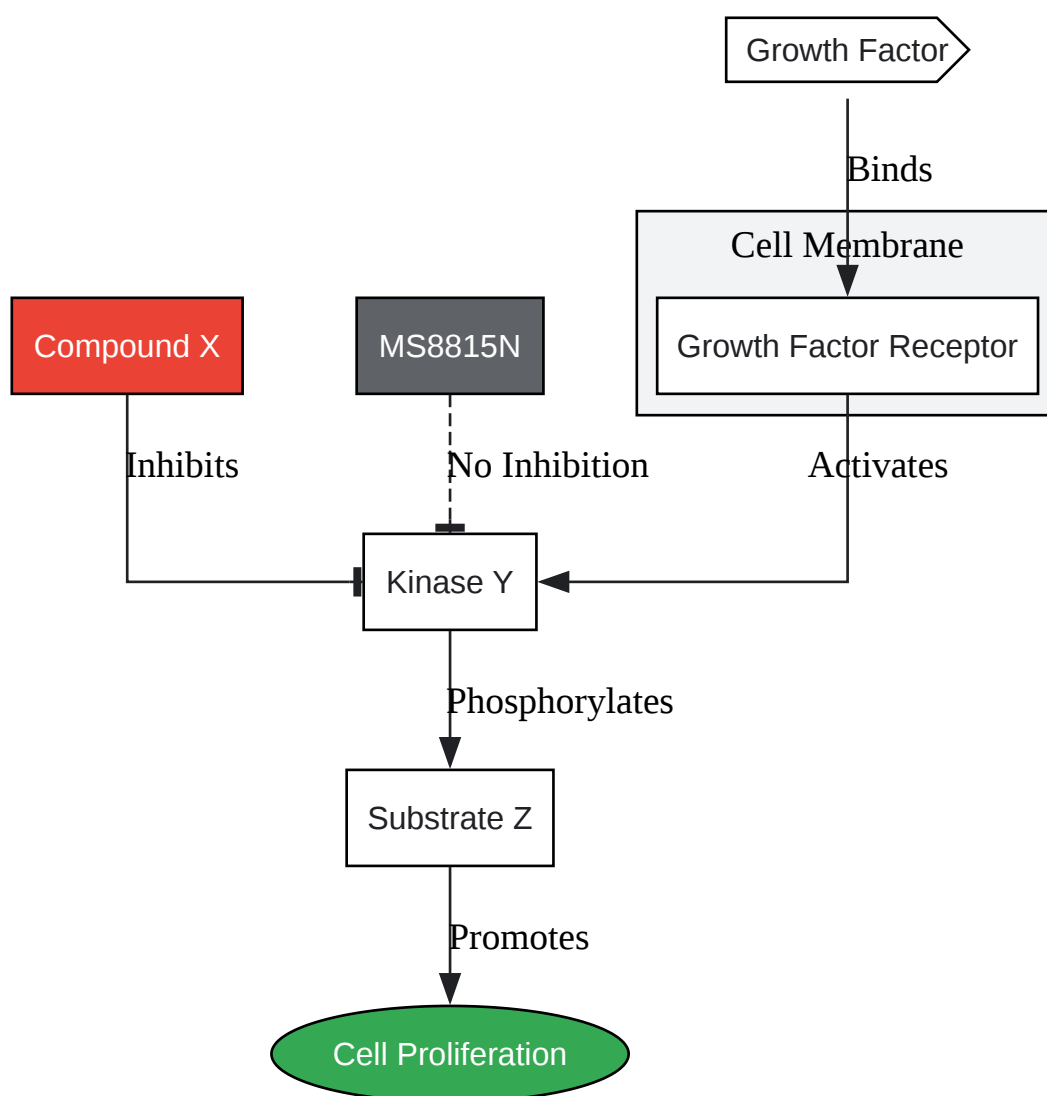 Growth Factor
Binds
Cell Membrane
Compound X
MS8815N
Growth Factor Receptor
Inhibits
No Inhibition
Activates
Kinase Y
Phosphorylates
Substrate Z
Promotes
Cell Proliferation